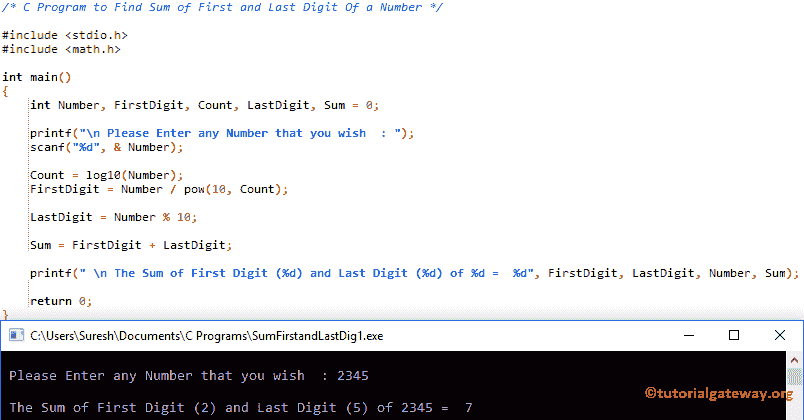 /* C Program to Find Sum of First and Last Digit Of a Number */
#include <stdio.h>
#include <math.h>
int main()
{
int Number, FirstDigit, Count, LastDigit, Sum = 0;
printf("\n Please Enter any Number that you wish  : ");
scanf("%d", & Number);
Count = log10(Number);
FirstDigit = Number / pow(10, Count);
LastDigit = Number % 10;
Sum = FirstDigit + LastDigit;
printf(" \n The Sum of First Digit (%d) and Last Digit (%d) of %d =  %d", FirstDigit, LastDigit, Number, Sum);
return 0;
}
C:\Users\Suresh\Documents\C Programs\SumFirstandLastDig1.exe
Please Enter any Number that you wish  : 2345
©tutorialgateway.org
The Sum of First Digit (2) and Last Digit (5) of 2345 =  7